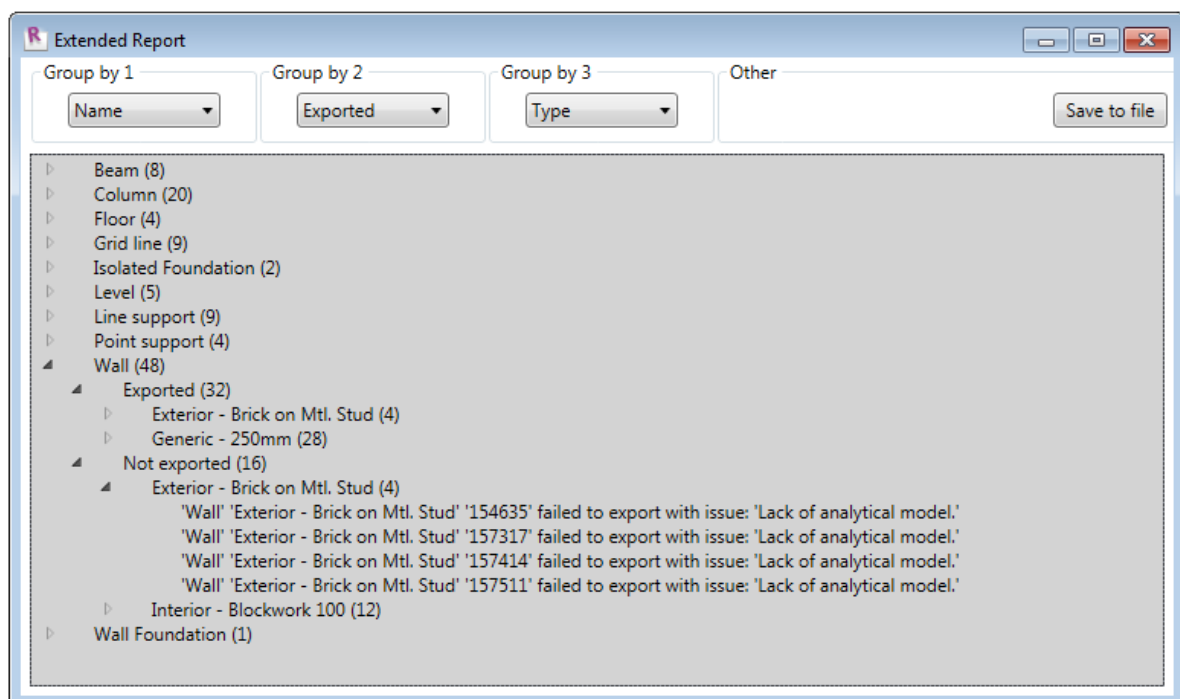 Extended Report
Group by 1
Group by 2
Group by 3
Other
Name
Exported
Type
Save to file
Beam (8)
Column (20)
Floor (4)
Grid line (9)
Isolated Foundation (2)
Level (5)
Line support (9)
Point support (4)
Wall (48)
Exported (32)
Exterior - Brick on Mtl. Stud (4)
Generic - 250mm (28)
Not exported (16)
Exterior - Brick on Mtl. Stud (4)
'Wall' 'Exterior - Brick on Mtl. Stud' '154635' failed to export with issue: 'Lack of analytical model.'
'Wall' 'Exterior - Brick on Mtl. Stud' '157317' failed to export with issue: 'Lack of analytical model.'
'Wall' 'Exterior - Brick on Mtl. Stud' '157414' failed to export with issue: 'Lack of analytical model.'
'Wall' 'Exterior - Brick on Mtl. Stud' '157511' failed to export with issue: 'Lack of analytical model.'
Interior - Blockwork 100 (12)
Wall Foundation (1)